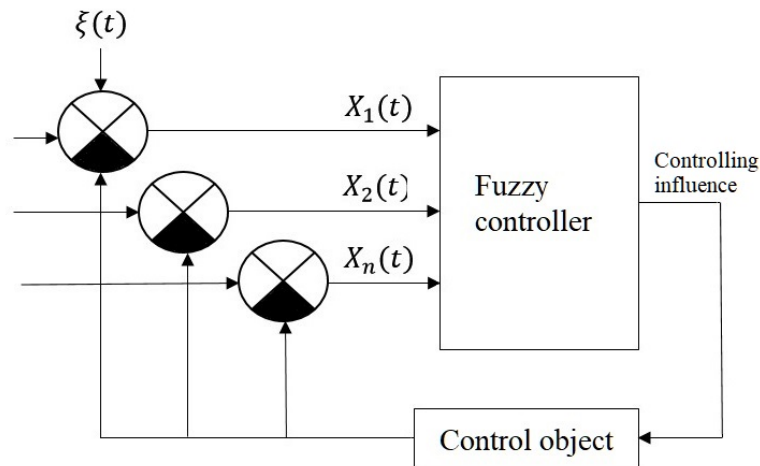 ξ(t)
X₁(t)
X₂(t)
Xₙ(t)
Fuzzy
controller
Controlling
influence
Control object